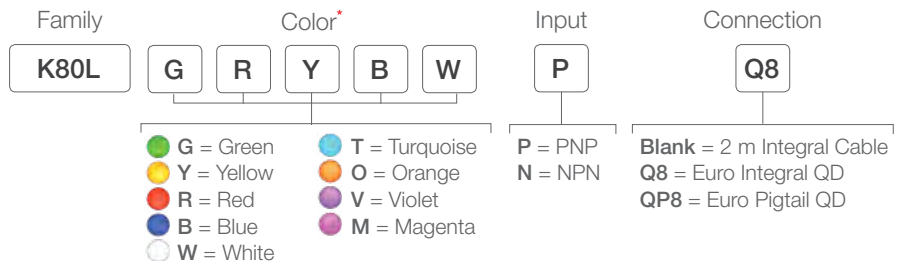 Family Color* Input Connection
K80L G R Y B W P Q8
G = Green T = Turquoise P = PNP Blank = 2 m Integral Cable
Y = Yellow O = Orange N = NPN Q8 = Euro Integral QD
R = Red V = Violet QP8 = Euro Pigtail QD
B = Blue M = Magenta
W = White